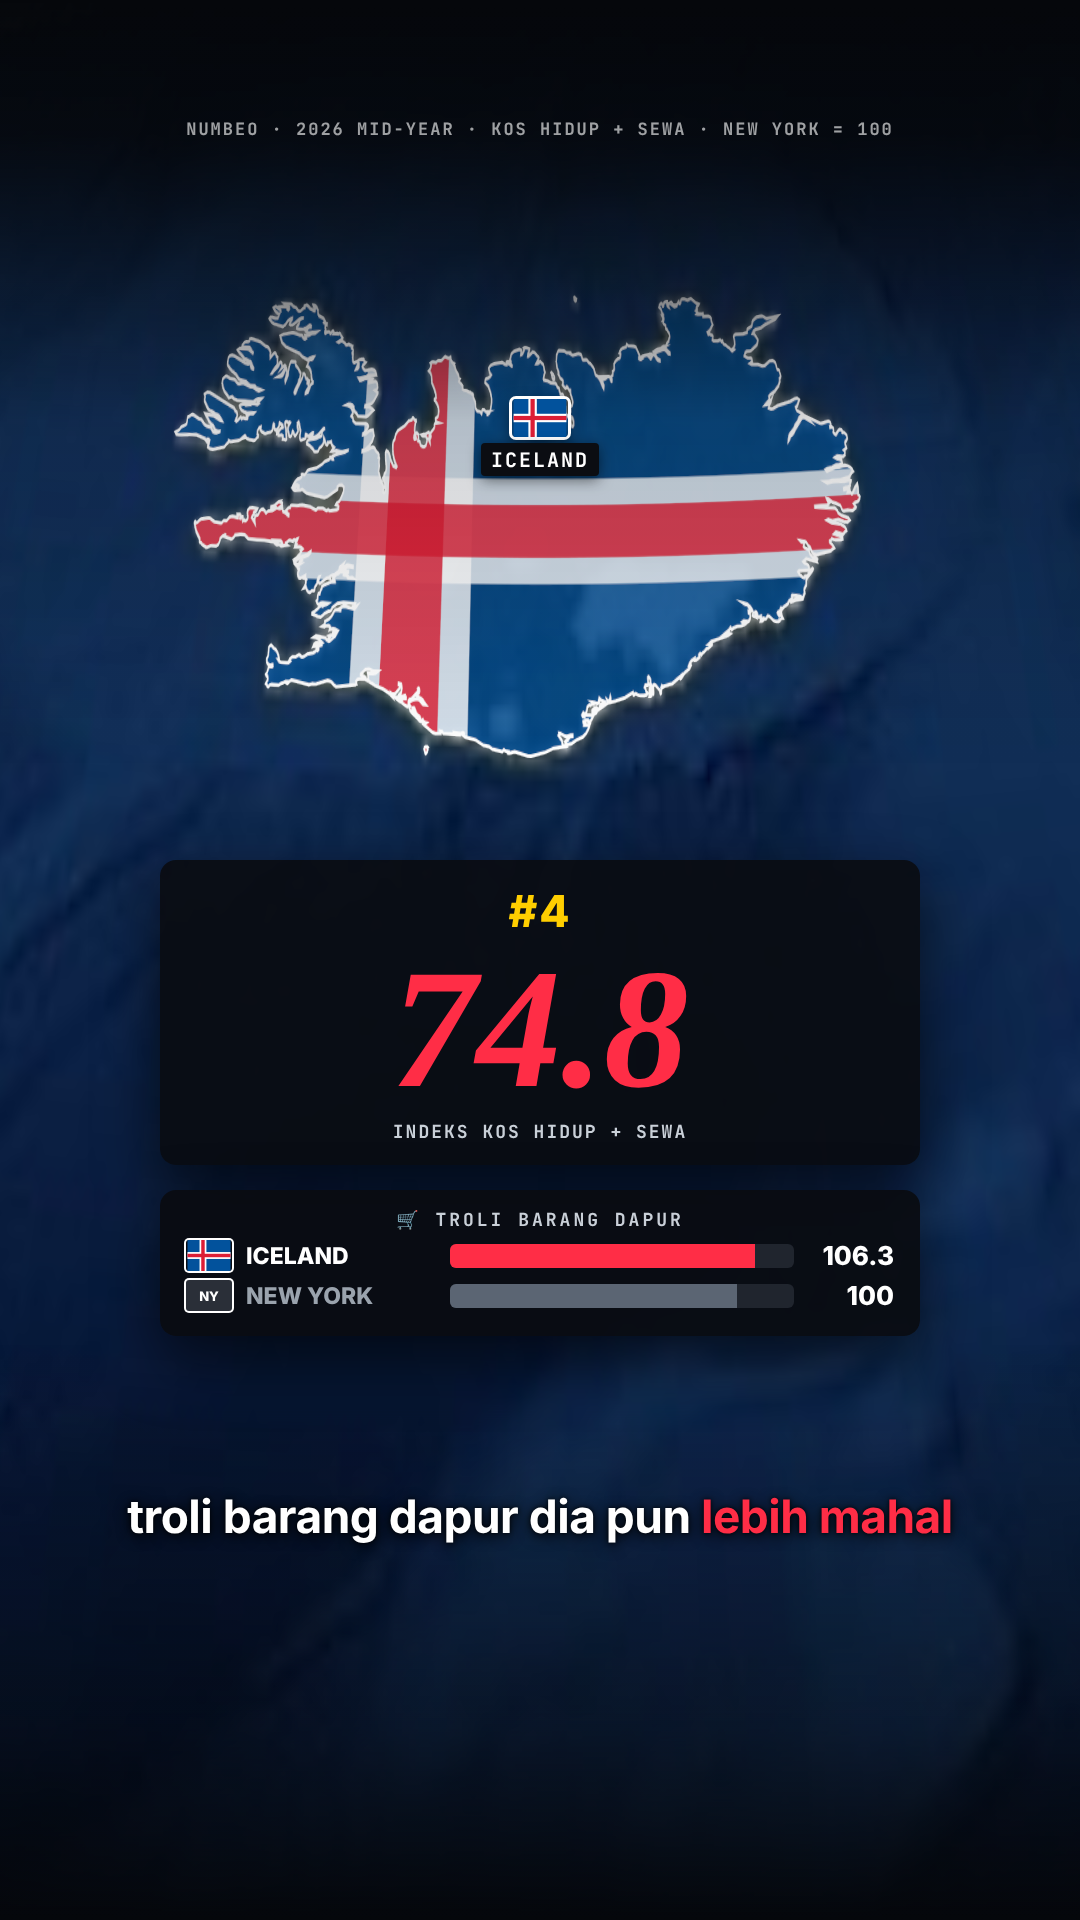 NUMBEO · 2026 MID-YEAR · KOS HIDUP + SEWA · NEW YORK = 100
ICELAND
#4
74.8
INDEKS KOS HIDUP + SEWA
🛒 TROLI BARANG DAPUR
ICELAND 106.3
NY NEW YORK 100
troli barang dapur dia pun lebih mahal